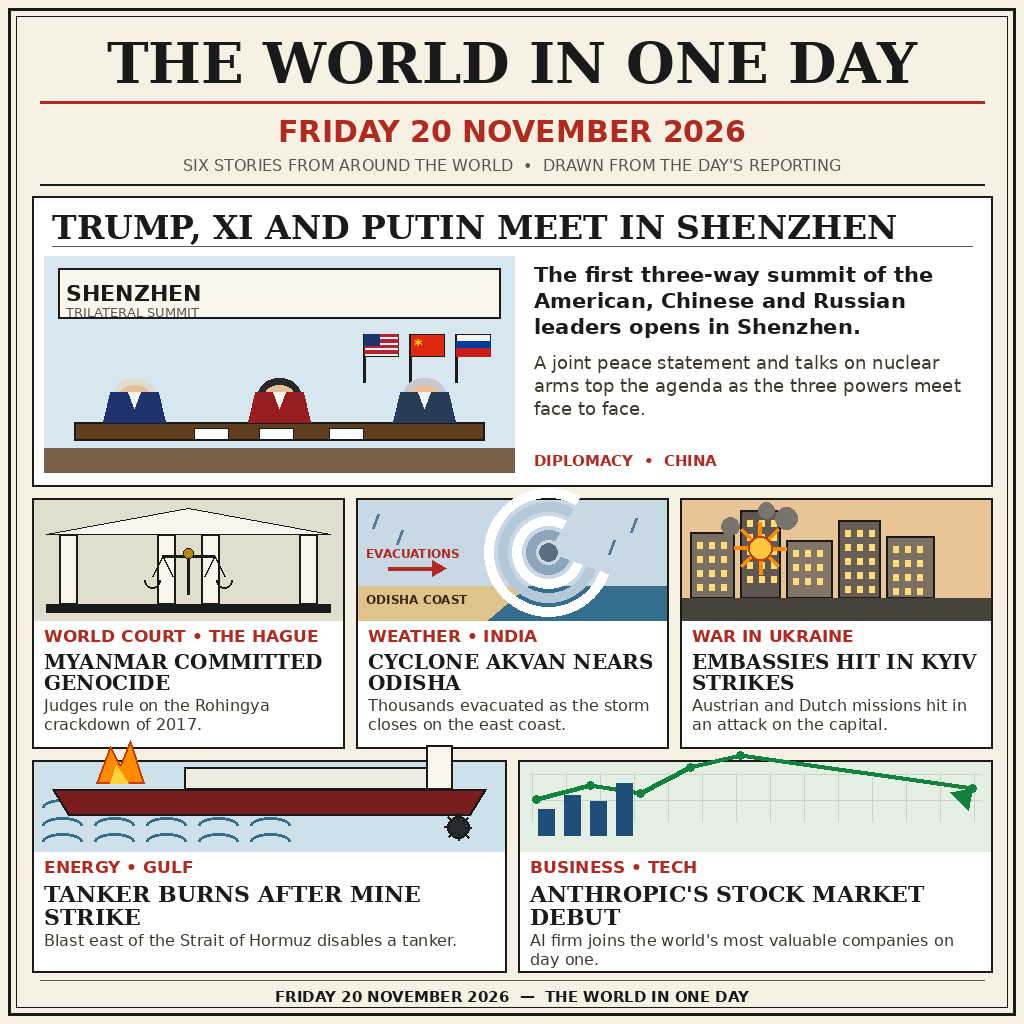 THE WORLD IN ONE DAY
FRIDAY 20 NOVEMBER 2026
SIX STORIES FROM AROUND THE WORLD • DRAWN FROM THE DAY'S REPORTING
TRUMP, XI AND PUTIN MEET IN SHENZHEN
SHENZHEN
TRILATERAL SUMMIT
The first three-way summit of the
American, Chinese and Russian
leaders opens in Shenzhen.
A joint peace statement and talks on nuclear
arms top the agenda as the three powers meet
face to face.
DIPLOMACY • CHINA
WORLD COURT • THE HAGUE
MYANMAR COMMITTED
GENOCIDE
Judges rule on the Rohingya
crackdown of 2017.
EVACUATIONS
ODISHA COAST
WEATHER • INDIA
CYCLONE AKVAN NEARS
ODISHA
Thousands evacuated as the storm
closes on the east coast.
WAR IN UKRAINE
EMBASSIES HIT IN KYIV
STRIKES
Austrian and Dutch missions hit in
an attack on the capital.
ENERGY • GULF
TANKER BURNS AFTER MINE
STRIKE
Blast east of the Strait of Hormuz disables a tanker.
BUSINESS • TECH
ANTHROPIC'S STOCK MARKET
DEBUT
AI firm joins the world's most valuable companies on
day one.
FRIDAY 20 NOVEMBER 2026 — THE WORLD IN ONE DAY